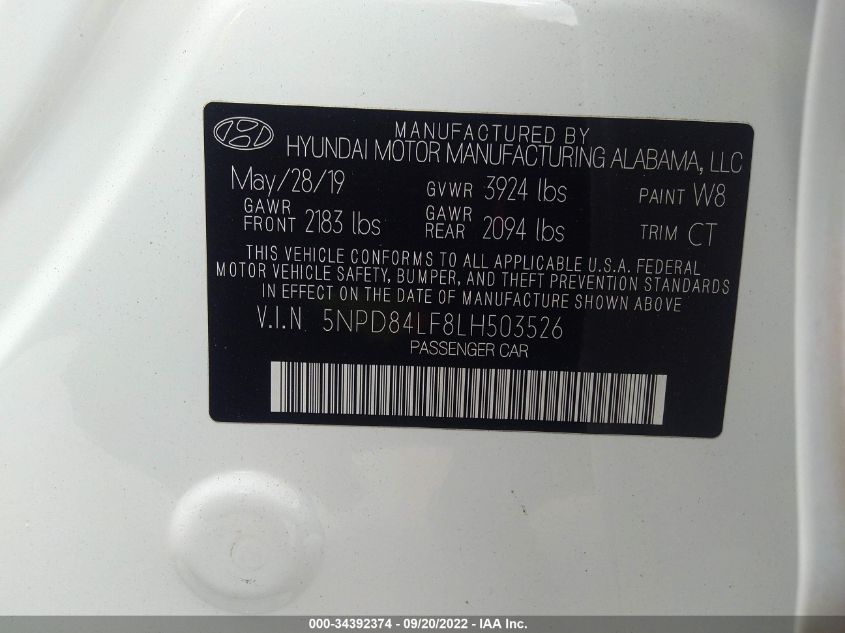 MANUFACTURED BY
HYUNDAI MOTOR MANUFACTURING ALABAMA, LLC
May/28/19 GVWR 3924 lbs PAINT W8
GAWR FRONT 2183 lbs GAWR REAR 2094 lbs TRIM CT
THIS VEHICLE CONFORMS TO ALL APPLICABLE U.S.A. FEDERAL
MOTOR VEHICLE SAFETY, BUMPER, AND THEFT PREVENTION STANDARDS
IN EFFECT ON THE DATE OF MANUFACTURE SHOWN ABOVE
V.I.N 5NPD84LF8LH503526
PASSENGER CAR
000-34392374 - 09/20/2022 - IAA Inc.